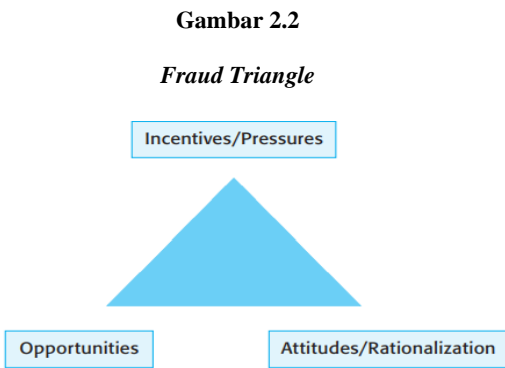 Gambar 2.2
Fraud Triangle
Incentives/Pressures
Opportunities
Attitudes/Rationalization